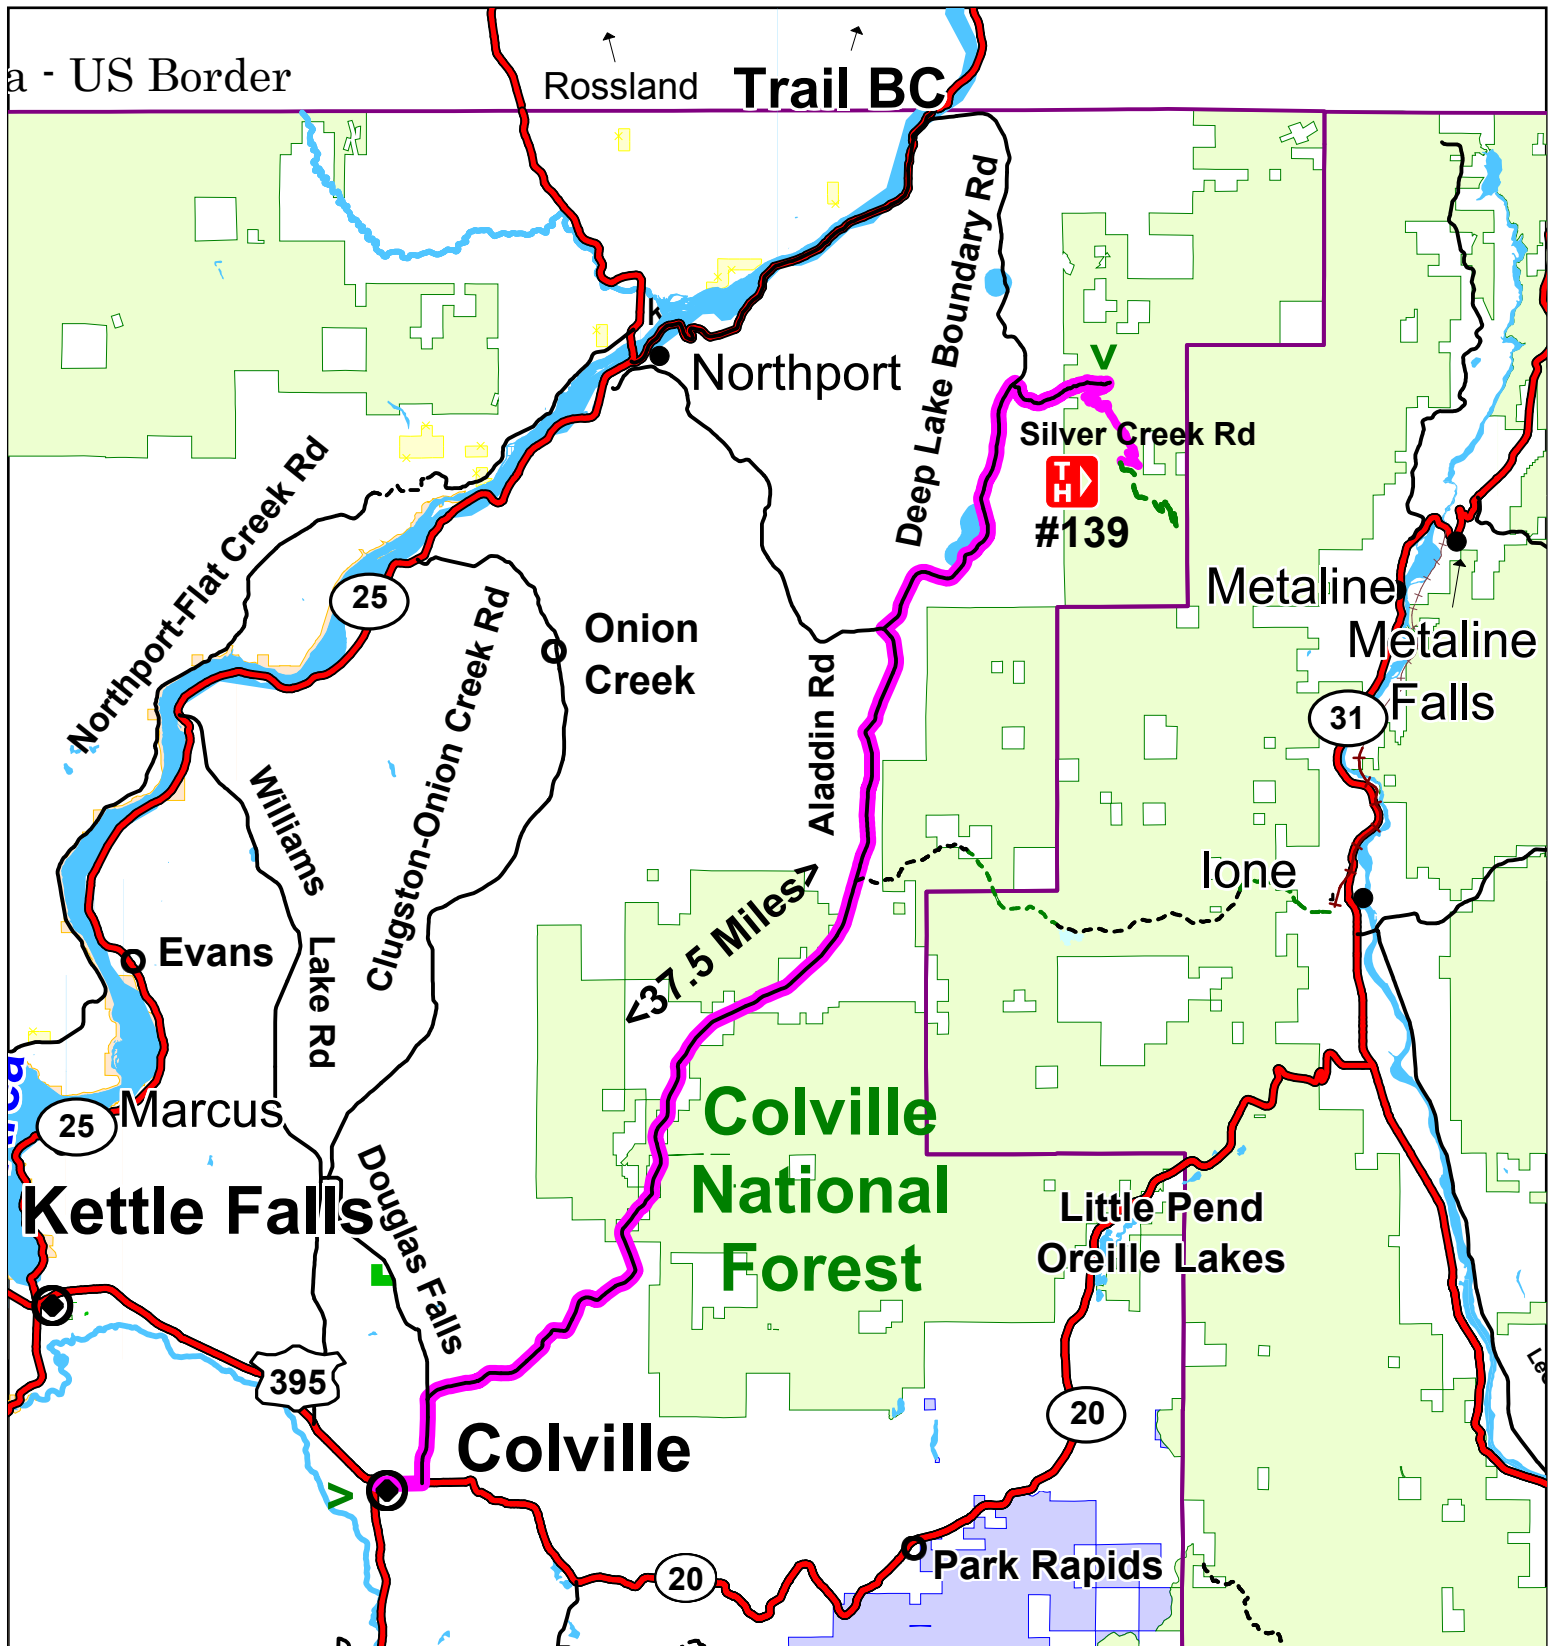 a - US Border
Rossland
Trail BC
Deep Lake Boundary Rd
Northport
k
Silver Creek Rd
TH
#139
Northport-Flat Creek Rd
25
Onion
Creek
Clugston-Onion Creek Rd
Aladdin Rd
Metaline
Metaline
Falls
31
Williams
Lake Rd
Ione
<37.5 Miles>
Evans
25
Marcus
Colville
National
Forest
Kettle Falls
Douglas Falls
Little Pend
Oreille Lakes
395
20
Colville
Park Rapids
20